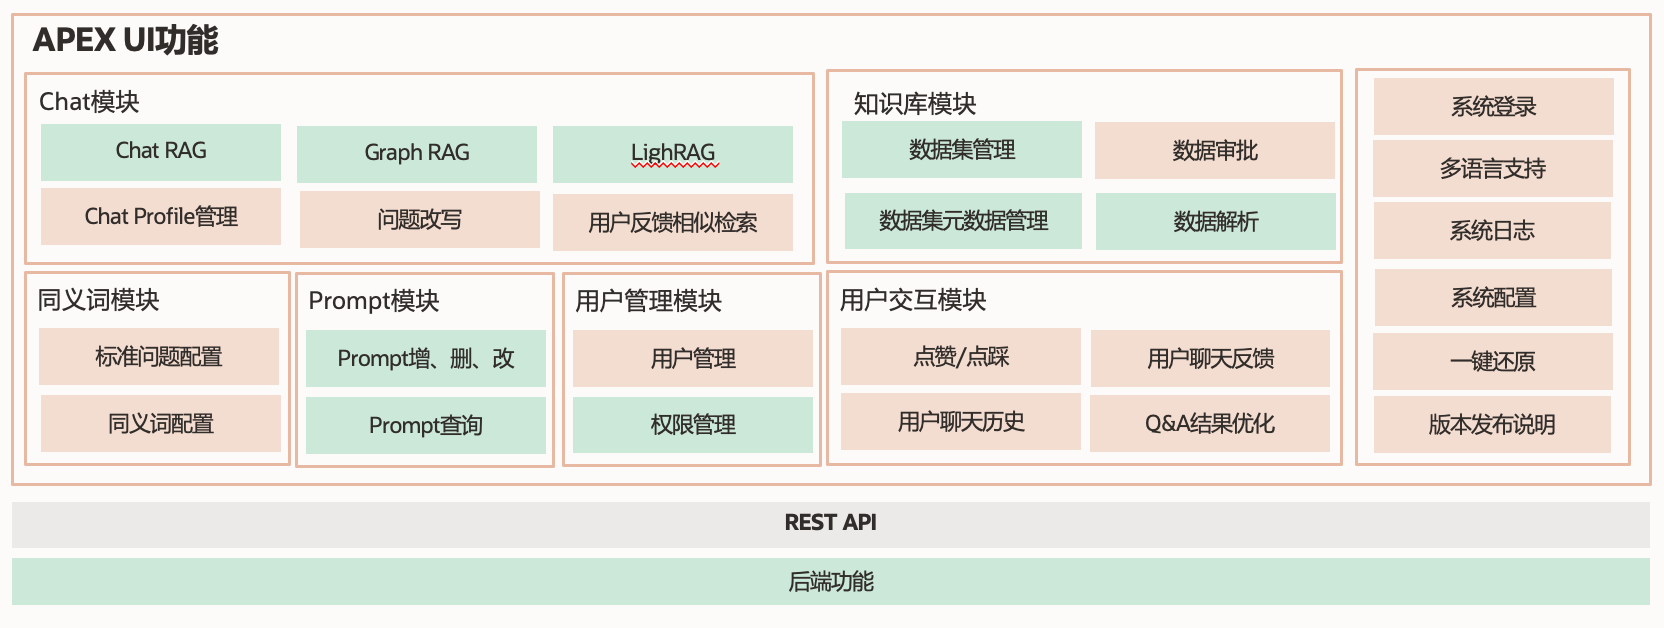 APEX UI功能
Chat模块
Chat RAG
Graph RAG
LighRAG
Chat Profile管理
问题改写
用户反馈相似检索
知识库模块
数据集管理
数据审批
数据集元数据管理
数据解析
同义词模块
标准问题配置
同义词配置
Prompt模块
Prompt增、删、改
Prompt查询
用户管理模块
用户管理
权限管理
用户交互模块
点赞/点踩
用户聊天反馈
用户聊天历史
Q&A结果优化
系统登录
多语言支持
系统日志
系统配置
一键还原
版本发布说明
REST API
后端功能